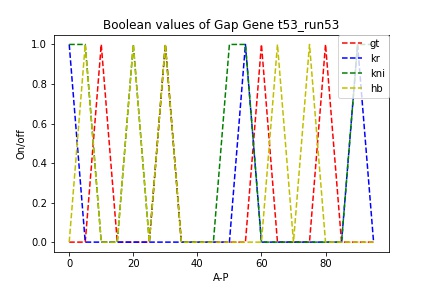 Boolean values of Gap Gene t53_run53
1.0
0.8
0.6
0.4
0.2
0.0
On/off
0 20 40 60 80
A-P
gt
kr
kni
hb